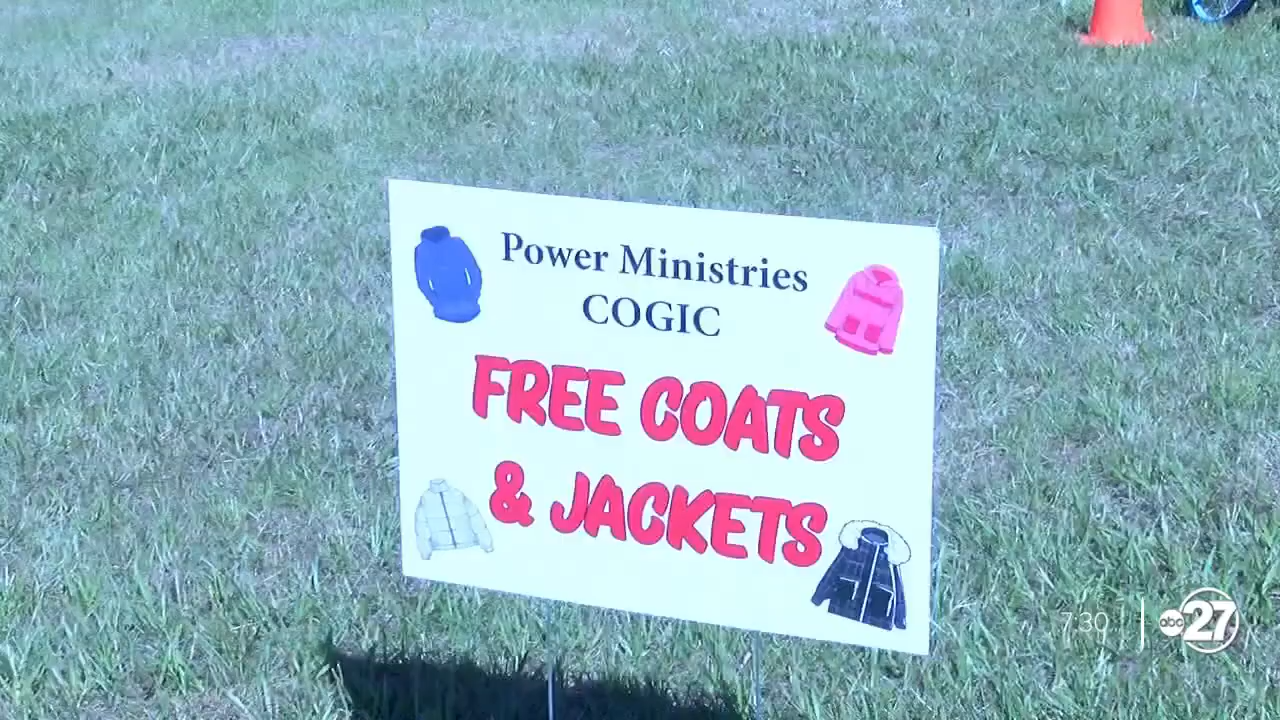 Power Ministries
COGIC
FREE COATS
& JACKETS
7:30
abc 27